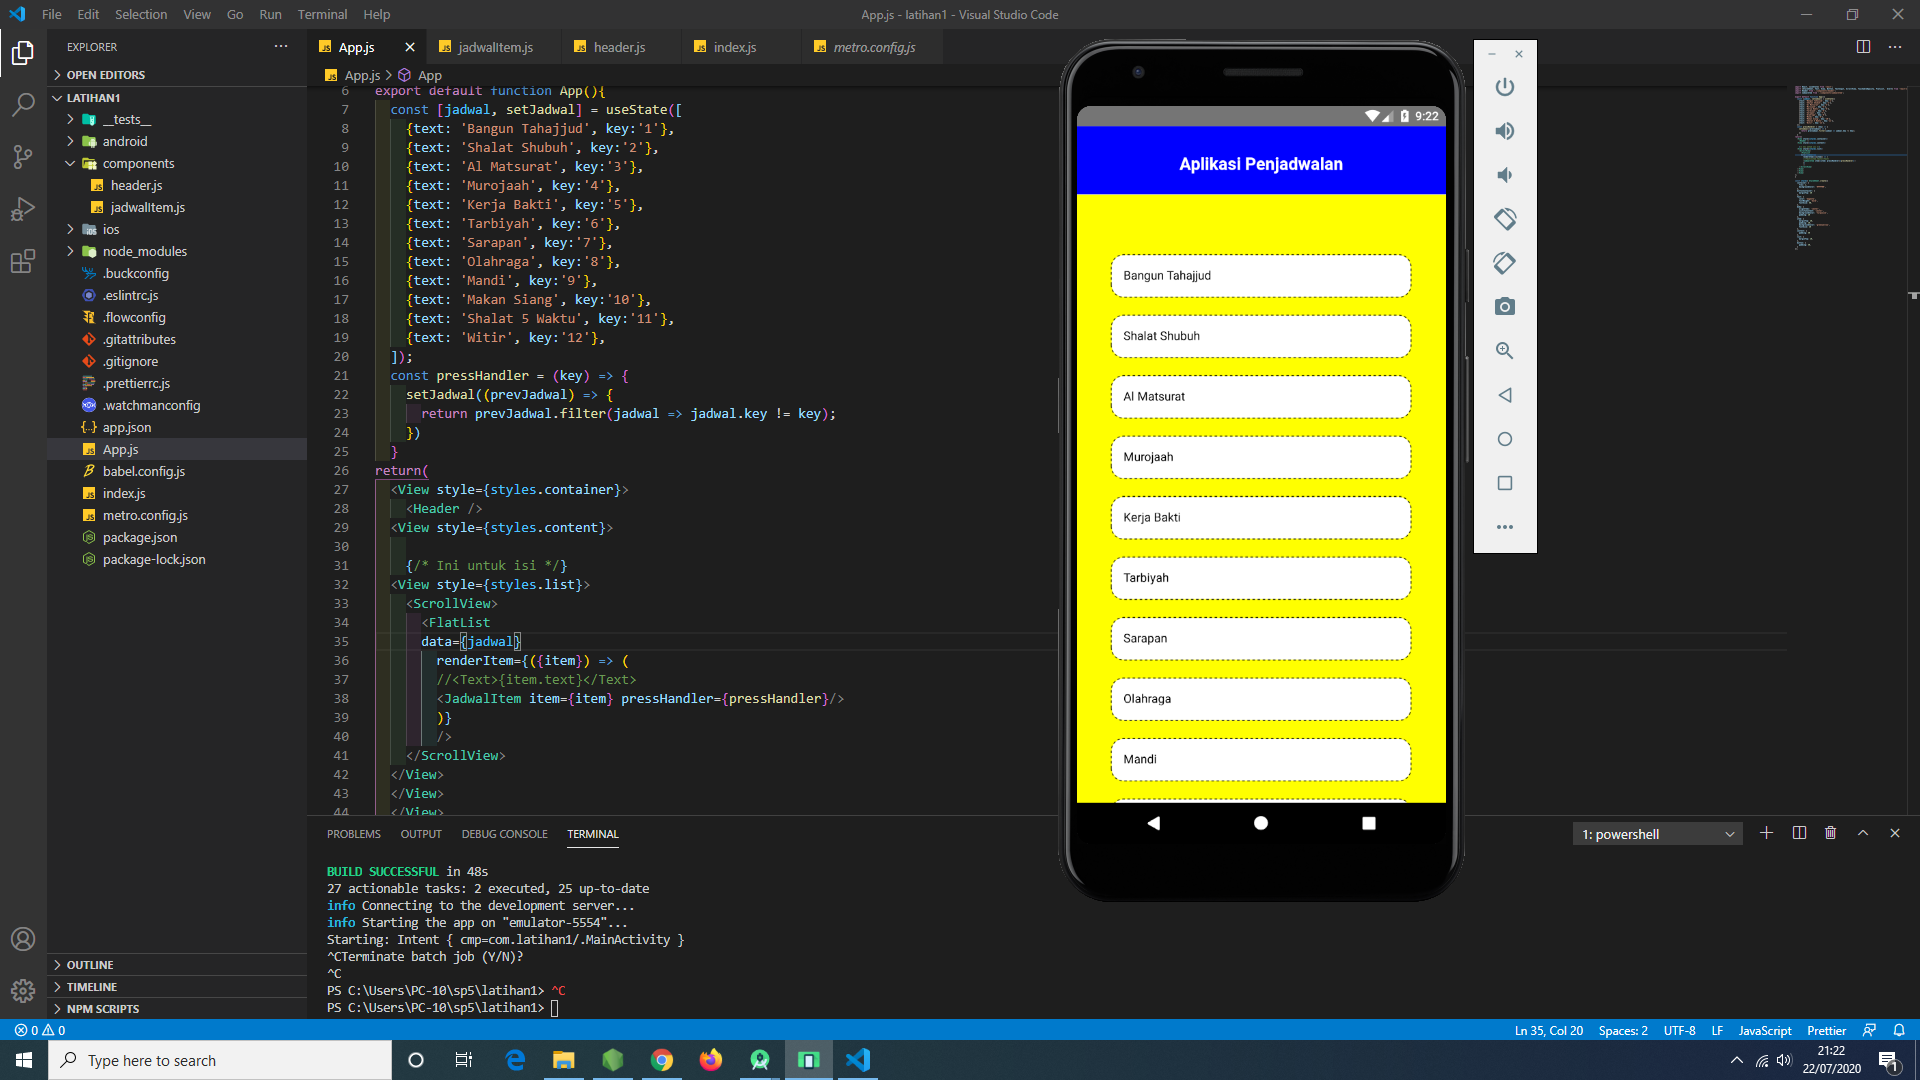 File Edit Selection View Go Run Terminal Help
App.js - latihan1 - Visual Studio Code
EXPLORER
OPEN EDITORS
LATIHAN1
__tests__
android
components
header.js
jadwalItem.js
ios
node_modules
.buckconfig
.eslintrc.js
.flowconfig
.gitattributes
.gitignore
.prettierrc.js
.watchmanconfig
app.json
App.js
babel.config.js
index.js
metro.config.js
package.json
package-lock.json
OUTLINE
TIMELINE
NPM SCRIPTS
App.js jadwalItem.js header.js index.js metro.config.js
App.js > App
6 export default function App(){
7 const [jadwal, setJadwal] = useState([
8 {text: 'Bangun Tahajjud', key:'1'},
9 {text: 'Shalat Shubuh', key:'2'},
10 {text: 'Al Matsurat', key:'3'},
11 {text: 'Murojaah', key:'4'},
12 {text: 'Kerja Bakti', key:'5'},
13 {text: 'Tarbiyah', key:'6'},
14 {text: 'Sarapan', key:'7'},
15 {text: 'Olahraga', key:'8'},
16 {text: 'Mandi', key:'9'},
17 {text: 'Makan Siang', key:'10'},
18 {text: 'Shalat 5 Waktu', key:'11'},
19 {text: 'Witir', key:'12'},
20 ]);
21 const pressHandler = (key) => {
22 setJadwal((prevJadwal) => {
23 return prevJadwal.filter(jadwal => jadwal.key != key);
24 })
25 }
26 return(
27 <View style={styles.container}>
28 <Header />
29 <View style={styles.content}>
30
31 {/* Ini untuk isi */}
32 <View style={styles.list}>
33 <ScrollView>
34 <FlatList
35 data={jadwal}
36 renderItem={({item}) => (
37 //<Text>{item.text}</Text>
38 <JadwalItem item={item} pressHandler={pressHandler}/>
39 )}
40 />
41 </ScrollView>
42 </View>
43 </View>
44 </View>
9:22
Aplikasi Penjadwalan
Bangun Tahajjud
Shalat Shubuh
Al Matsurat
Murojaah
Kerja Bakti
Tarbiyah
Sarapan
Olahraga
Mandi
PROBLEMS OUTPUT DEBUG CONSOLE TERMINAL
1: powershell
BUILD SUCCESSFUL in 48s
27 actionable tasks: 2 executed, 25 up-to-date
info Connecting to the development server...
info Starting the app on "emulator-5554"...
Starting: Intent { cmp=com.latihan1/.MainActivity }
^CTerminate batch job (Y/N)?
^C
PS C:\Users\PC-10\sp5\latihan1> ^C
PS C:\Users\PC-10\sp5\latihan1>
0 0
Ln 35, Col 20 Spaces: 2 UTF-8 LF JavaScript Prettier
Type here to search
21:22
22/07/2020
1